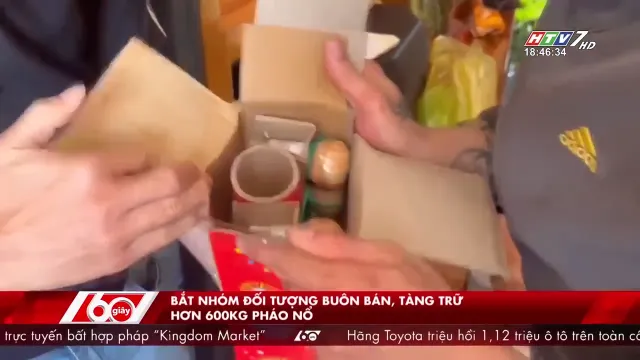 HTV7 HD
18:46:34
60 giây
BẮT NHÓM ĐỐI TƯỢNG BUÔN BÁN, TÀNG TRỮ
HƠN 600KG PHÁO NỔ
trực tuyến bất hợp pháp “Kingdom Market” 60 Hãng Toyota triệu hồi 1,12 triệu ô tô trên toàn cầ